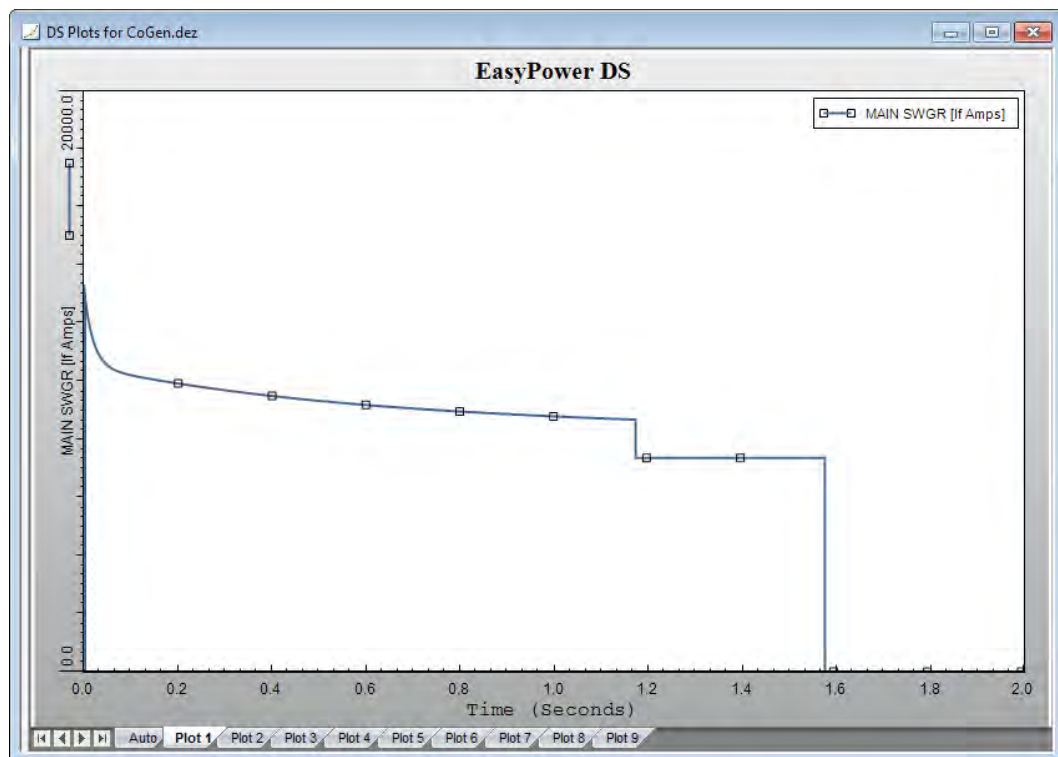 DS Plots for CoGen.dez
EasyPower DS
MAIN SWGR [If Amps]
20000.0
MAIN SWGR [If Amps]
0.0
0.0 0.2 0.4 0.6 0.8 1.0 1.2 1.4 1.6 1.8 2.0
Time (Seconds)
Auto Plot 1 Plot 2 Plot 3 Plot 4 Plot 5 Plot 6 Plot 7 Plot 8 Plot 9